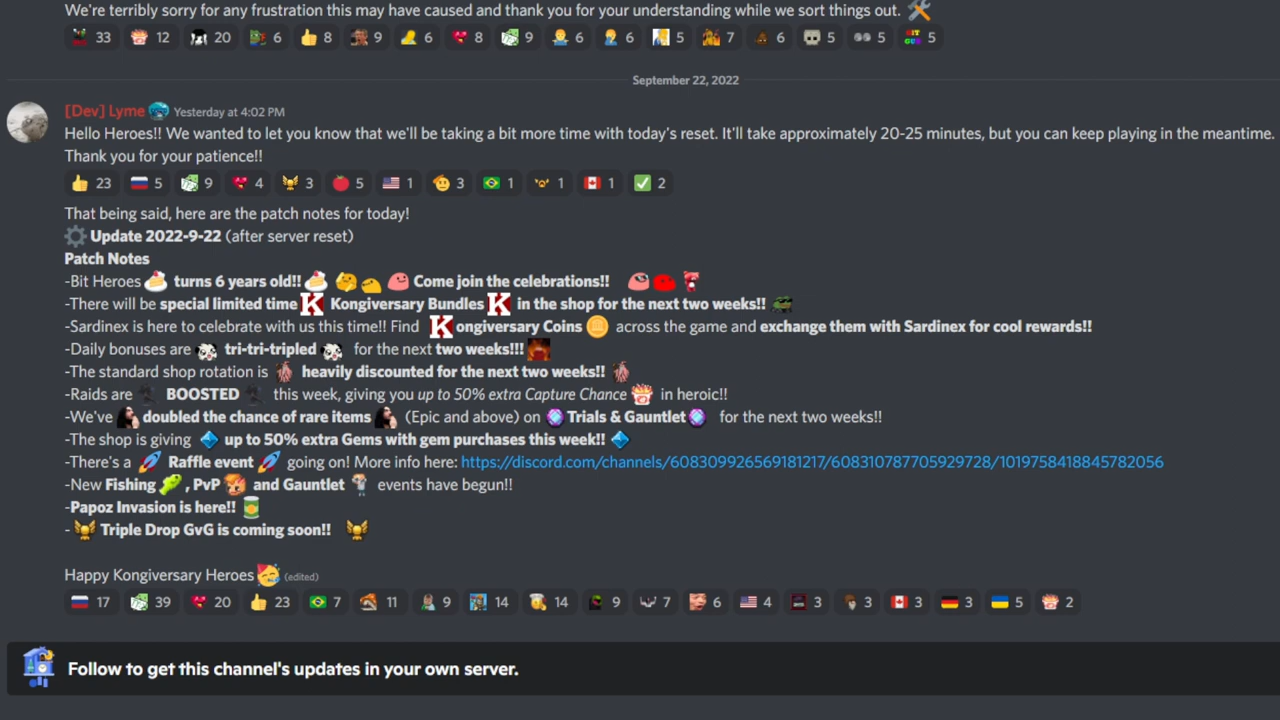 We're terribly sorry for any frustration this may have caused and thank you for your understanding while we sort things out.
33 12 20 6 8 9 6 8 9 6 6 5 7 6 5 5 5
September 22, 2022
[Dev] Lyme Yesterday at 4:02 PM
Hello Heroes!! We wanted to let you know that we'll be taking a bit more time with today's reset. It'll take approximately 20-25 minutes, but you can keep playing in the meantime.
Thank you for your patience!!
23 5 9 4 3 5 1 3 1 1 1 2
That being said, here are the patch notes for today!
Update 2022-9-22 (after server reset)
Patch Notes
-Bit Heroes turns 6 years old!! Come join the celebrations!!
-There will be special limited time K Kongiversary Bundles K in the shop for the next two weeks!!
-Sardinex is here to celebrate with us this time!! Find K ongiversary Coins across the game and exchange them with Sardinex for cool rewards!!
-Daily bonuses are tri-tri-tripled for the next two weeks!!!
-The standard shop rotation is heavily discounted for the next two weeks!!
-Raids are BOOSTED this week, giving you up to 50% extra Capture Chance in heroic!!
-We've doubled the chance of rare items (Epic and above) on Trials & Gauntlet for the next two weeks!!
-The shop is giving up to 50% extra Gems with gem purchases this week!!
-There's a Raffle event going on! More info here: https://discord.com/channels/608309926569181217/608310787705929728/1019758418845782056
-New Fishing , PvP and Gauntlet events have begun!!
-Papoz Invasion is here!!
- Triple Drop GvG is coming soon!!
Happy Kongiversary Heroes (edited)
17 39 20 23 7 11 9 14 14 9 7 6 4 3 3 3 3 5 2
Follow to get this channel's updates in your own server.